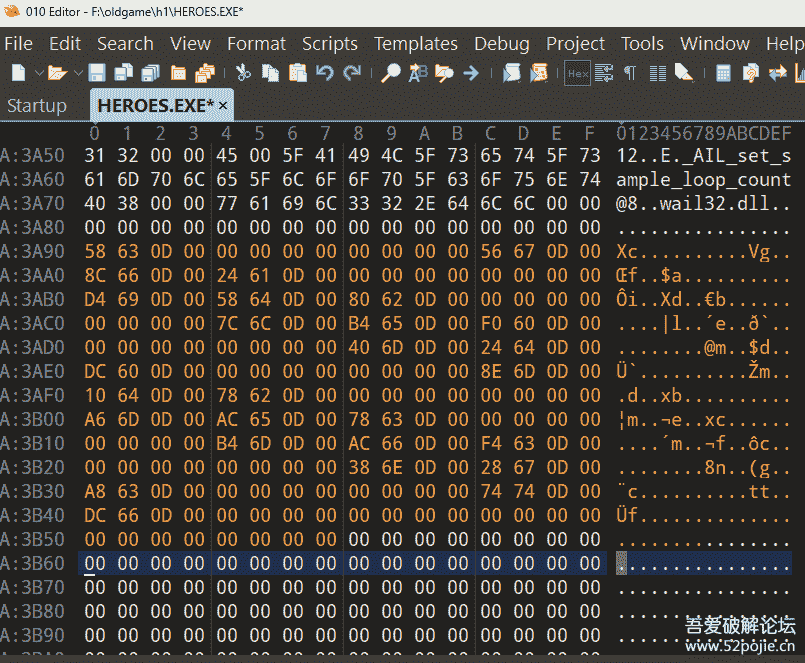 010 Editor - F:\oldgame\h1\HEROES.EXE*
File Edit Search View Format Scripts Templates Debug Project Tools Window Help
Hex
Startup HEROES.EXE* ×
0 1 2 3 4 5 6 7 8 9 A B C D E F 0123456789ABCDEF
A:3A50 31 32 00 00 45 00 5F 41 49 4C 5F 73 65 74 5F 73 12..E._AIL_set_s
A:3A60 61 6D 70 6C 65 5F 6C 6F 6F 70 5F 63 6F 75 6E 74 ample_loop_count
A:3A70 40 38 00 00 77 61 69 6C 33 32 2E 64 6C 6C 00 00 @8..wail32.dll..
A:3A80 00 00 00 00 00 00 00 00 00 00 00 00 00 00 00 00 ................
A:3A90 58 63 0D 00 00 00 00 00 00 00 00 00 56 67 0D 00 Xc..........Vg..
A:3AA0 8C 66 0D 00 24 61 0D 00 00 00 00 00 00 00 00 00 Œf..$a..........
A:3AB0 D4 69 0D 00 58 64 0D 00 80 62 0D 00 00 00 00 00 Ôi..Xd..€b......
A:3AC0 00 00 00 00 7C 6C 0D 00 B4 65 0D 00 F0 60 0D 00 ....|l..´e..ð`..
A:3AD0 00 00 00 00 00 00 00 00 40 6D 0D 00 24 64 0D 00 ........@m..$d..
A:3AE0 DC 60 0D 00 00 00 00 00 00 00 00 00 8E 6D 0D 00 Ü`..........Žm..
A:3AF0 10 64 0D 00 78 62 0D 00 00 00 00 00 00 00 00 00 .d..xb..........
A:3B00 A6 6D 0D 00 AC 65 0D 00 78 63 0D 00 00 00 00 00 ¦m..¬e..xc......
A:3B10 00 00 00 00 B4 6D 0D 00 AC 66 0D 00 F4 63 0D 00 ....´m..¬f..ôc..
A:3B20 00 00 00 00 00 00 00 00 38 6E 0D 00 28 67 0D 00 ........8n..(g..
A:3B30 A8 63 0D 00 00 00 00 00 00 00 00 00 74 74 0D 00 ¨c..........tt..
A:3B40 DC 66 0D 00 00 00 00 00 00 00 00 00 00 00 00 00 Üf..............
A:3B50 00 00 00 00 00 00 00 00 00 00 00 00 00 00 00 00 ................
A:3B60 00 00 00 00 00 00 00 00 00 00 00 00 00 00 00 00 ................
A:3B70 00 00 00 00 00 00 00 00 00 00 00 00 00 00 00 00 ................
A:3B80 00 00 00 00 00 00 00 00 00 00 00 00 00 00 00 00
A:3B90 00 00 00 00 00 00 00 00 00 00 00 00 00 00 00 00
吾爱破解论坛
www.52pojie.cn